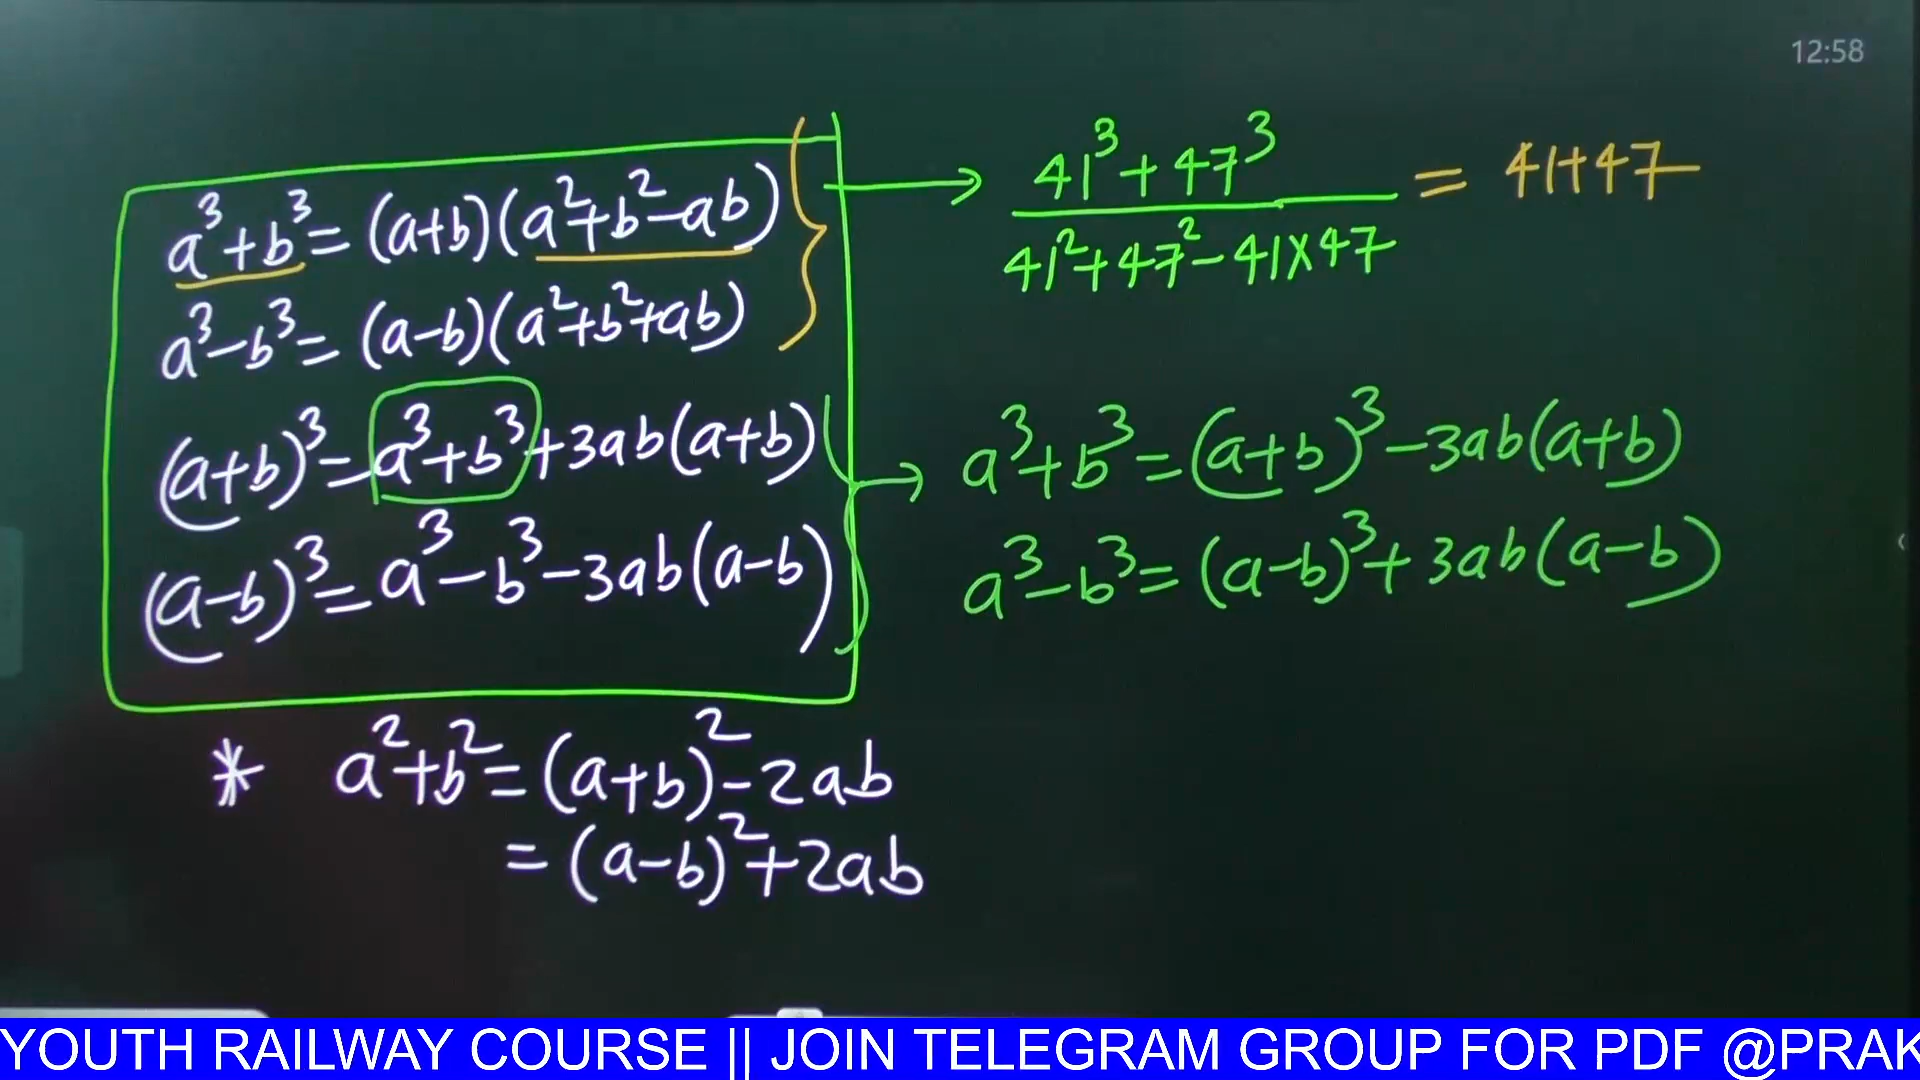 12:58
a³+b³=(a+b)(a²+b²-ab)
a³-b³=(a-b)(a²+b²+ab)
(a+b)³=a³+b³+3ab(a+b)
(a-b)³=a³-b³-3ab(a-b)
* a²+b²=(a+b)²-2ab
=(a-b)²+2ab
→ 41³+47³ = 41+47
41²+47²-41×47
→ a³+b³=(a+b)³-3ab(a+b)
a³-b³=(a-b)³+3ab(a-b)
YOUTH RAILWAY COURSE || JOIN TELEGRAM GROUP FOR PDF @PRAK